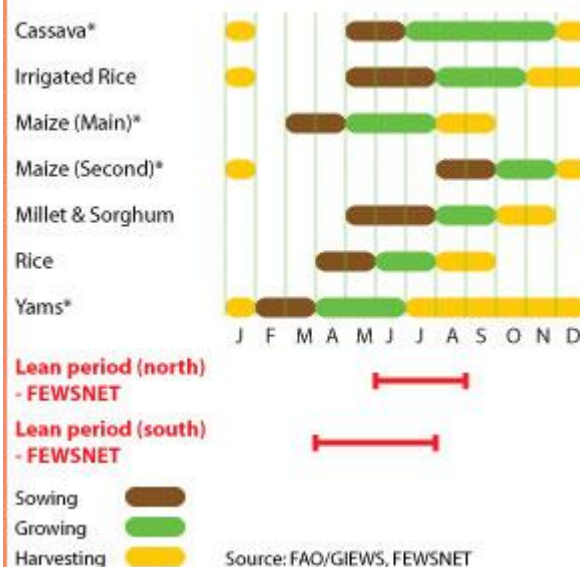 Cassava*
Irrigated Rice
Maize (Main)*
Maize (Second)*
Millet & Sorghum
Rice
Yams*
J F M A M J J A S O N D
Lean period (north)
- FEWSNET
Lean period (south)
- FEWSNET
Sowing
Growing
Harvesting
Source: FAO/GIEWS, FEWSNET